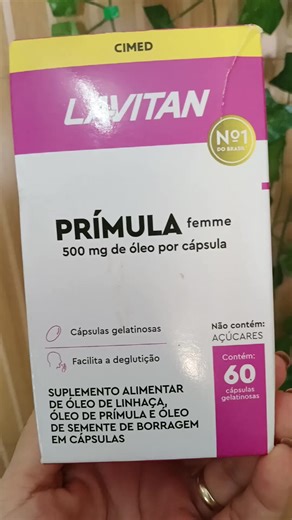 CIMED
LAVITAN
Nº1
DO BRASIL
PRÍMULA femme
500 mg de óleo por cápsula
Cápsulas gelatinosas
Facilita a deglutição
Não contém:
AÇÚCARES
Contém:
60
cápsulas
gelatinosas
SUPLEMENTO ALIMENTAR
DE ÓLEO DE LINHAÇA,
ÓLEO DE PRÍMULA E ÓLEO
DE SEMENTE DE BORRAGEM
EM CÁPSULAS